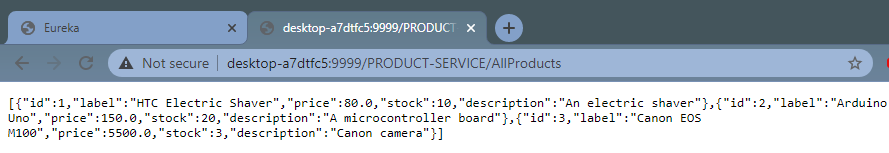 Eureka
desktop-a7dtfc5:9999/PRODUCT
Not secure | desktop-a7dtfc5:9999/PRODUCT-SERVICE/AllProducts
[{"id":1,"label":"HTC Electric Shaver","price":80.0,"stock":10,"description":"An electric shaver"},{"id":2,"label":"Arduino
Uno","price":150.0,"stock":20,"description":"A microcontroller board"},{"id":3,"label":"Canon EOS
M100","price":5500.0,"stock":3,"description":"Canon camera"}]